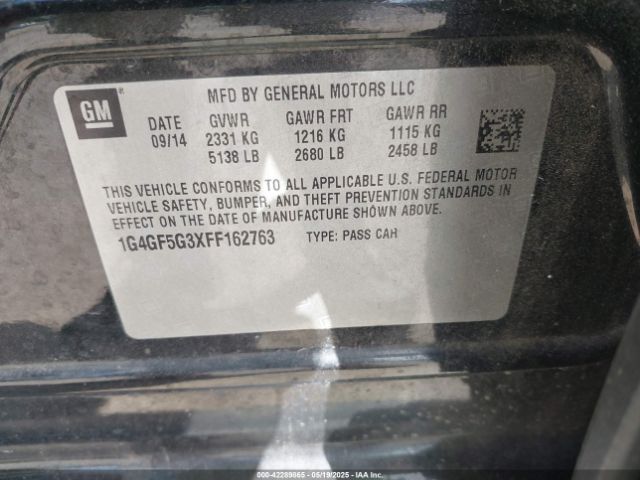 GM
MFD BY GENERAL MOTORS LLC
DATE GVWR GAWR FRT GAWR RR
09/14 2331 KG 1216 KG 1115 KG
5138 LB 2680 LB 2458 LB
THIS VEHICLE CONFORMS TO ALL APPLICABLE U.S. FEDERAL MOTOR
VEHICLE SAFETY, BUMPER, AND THEFT PREVENTION STANDARDS IN
EFFECT ON THE DATE OF MANUFACTURE SHOWN ABOVE.
1G4GF5G3XFF162763 TYPE: PASS CAR
000-42289865 - 05/19/2025 - IAA Inc.